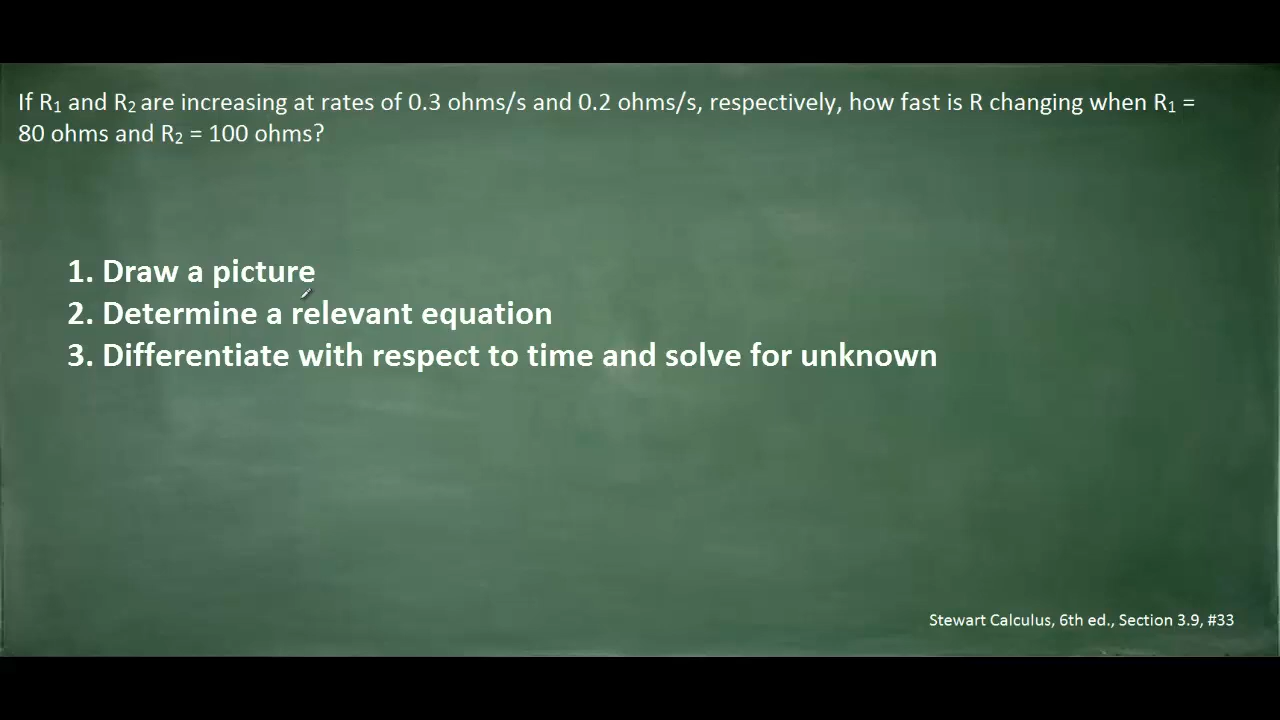 If R₁ and R₂ are increasing at rates of 0.3 ohms/s and 0.2 ohms/s, respectively, how fast is R changing when R₁ =
80 ohms and R₂ = 100 ohms?
1. Draw a picture
2. Determine a relevant equation
3. Differentiate with respect to time and solve for unknown
Stewart Calculus, 6th ed., Section 3.9, #33